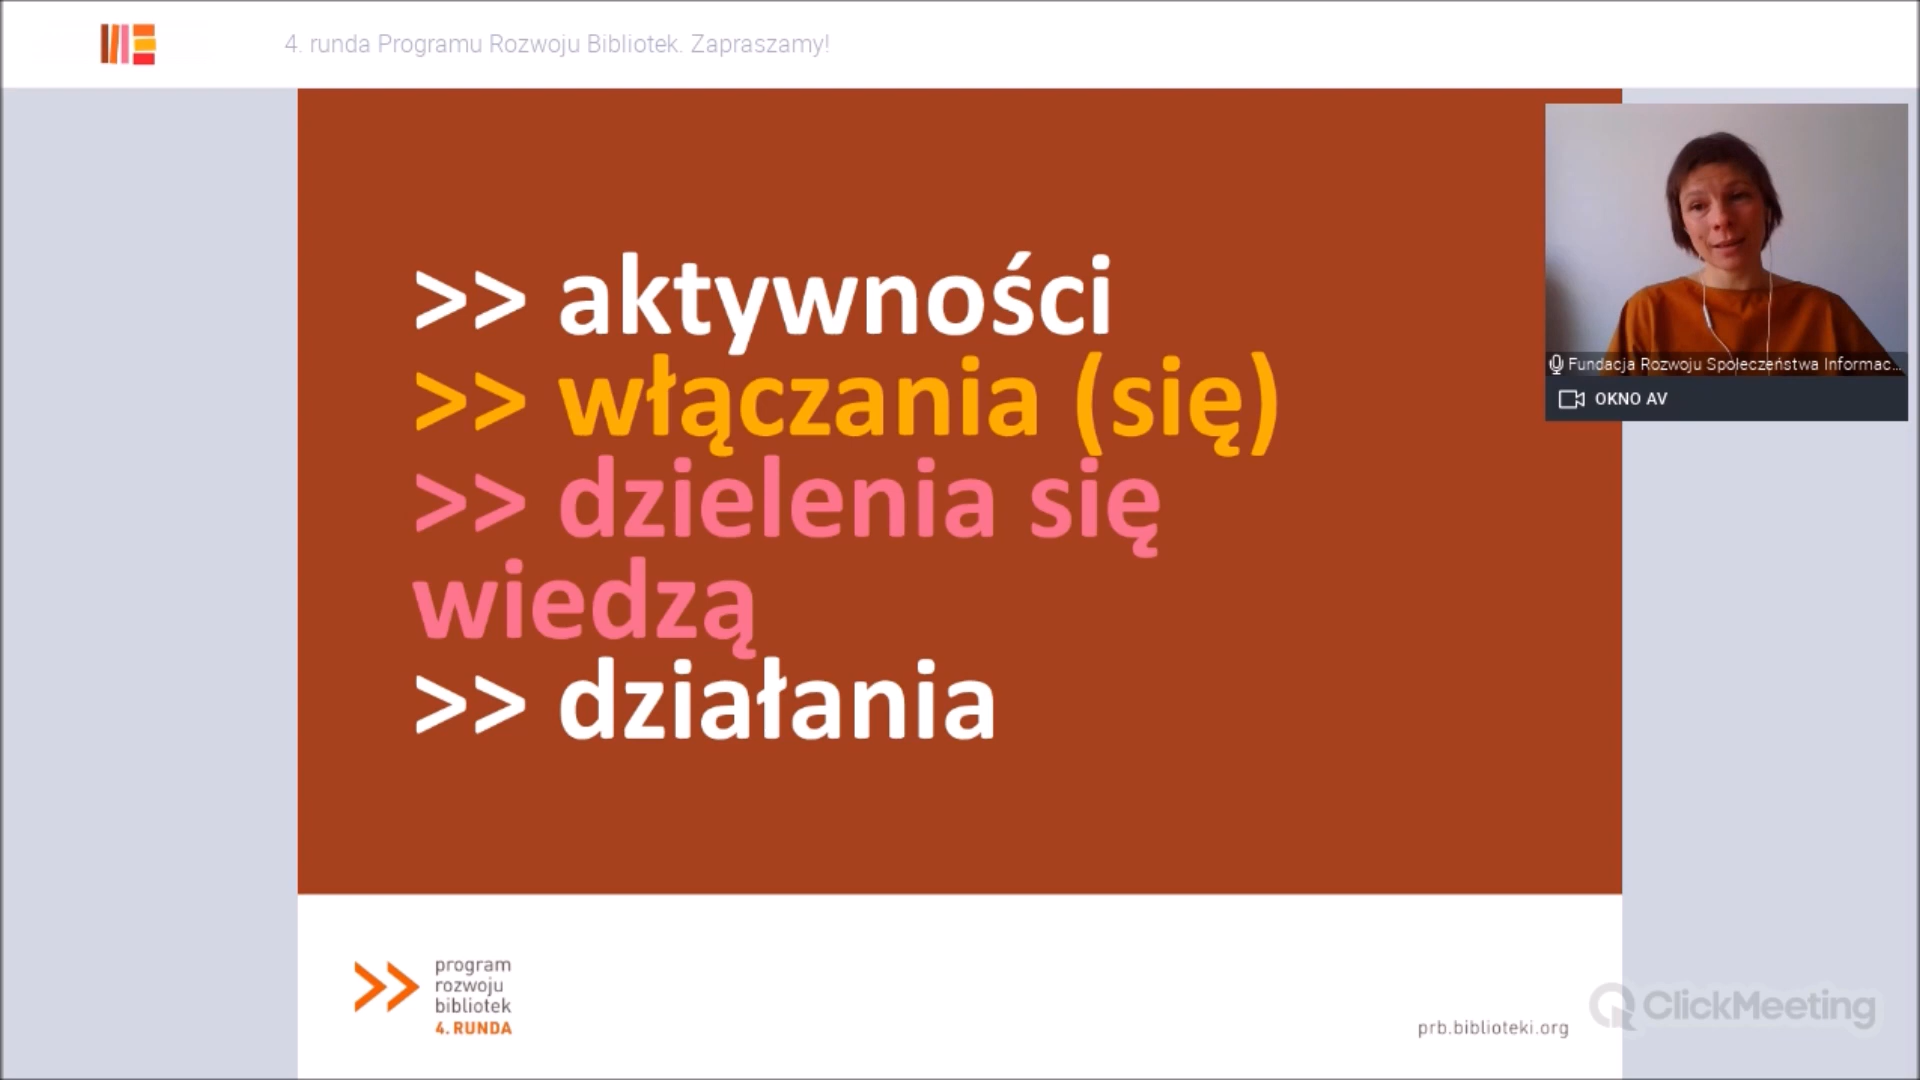 4. runda Programu Rozwoju Bibliotek. Zapraszamy!
>> aktywności
>> włączania (się)
>> dzielenia się
wiedzą
>> działania
Fundacja Rozwoju Społeczeństwa Informac...
OKNO AV
program
rozwoju
bibliotek
4. RUNDA
prb.biblioteki.org
ClickMeeting